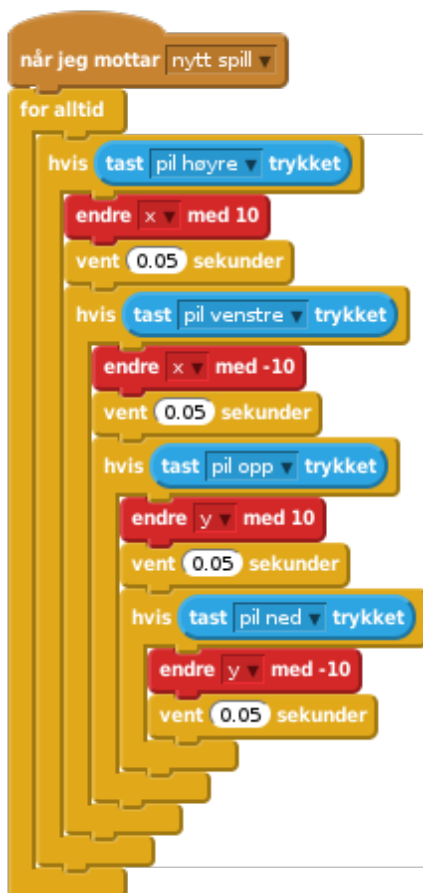 når jeg mottar nytt spill
for alltid
hvis tast pil høyre trykket
endre x med 10
vent 0.05 sekunder
hvis tast pil venstre trykket
endre x med -10
vent 0.05 sekunder
hvis tast pil opp trykket
endre y med 10
vent 0.05 sekunder
hvis tast pil ned trykket
endre y med -10
vent 0.05 sekunder